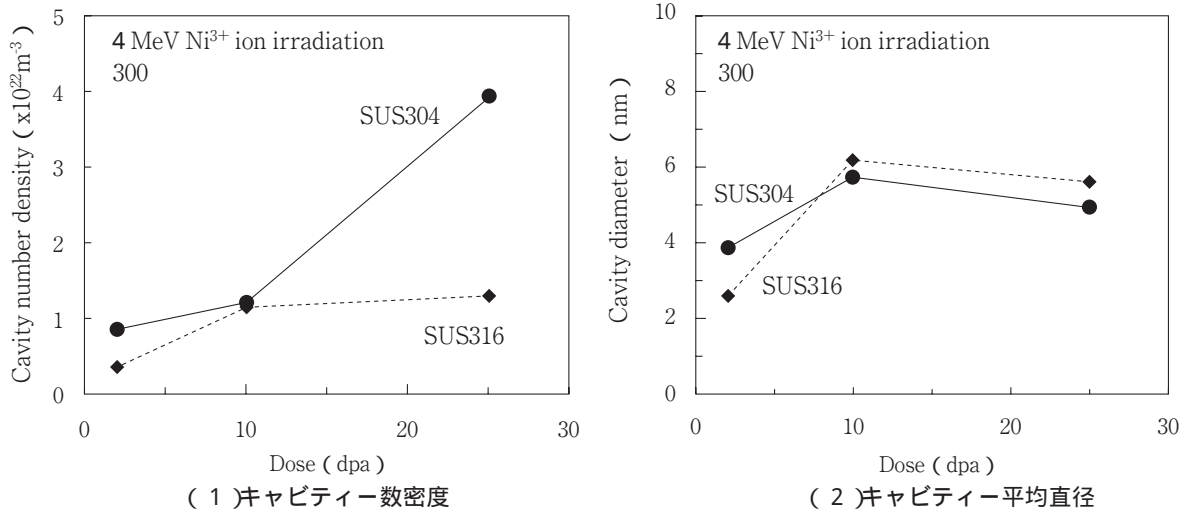 5
4
3
2
1
0
Cavity number density ( x10²²m⁻³ )
4 MeV Ni³⁺ ion irradiation
300
SUS304
SUS316
0
10
20
30
Dose ( dpa )
( 1 )キャビティー数密度
10
8
6
4
2
0
Cavity diameter ( nm )
4 MeV Ni³⁺ ion irradiation
300
SUS304
SUS316
0
10
20
30
Dose ( dpa )
( 2 )キャビティー平均直径